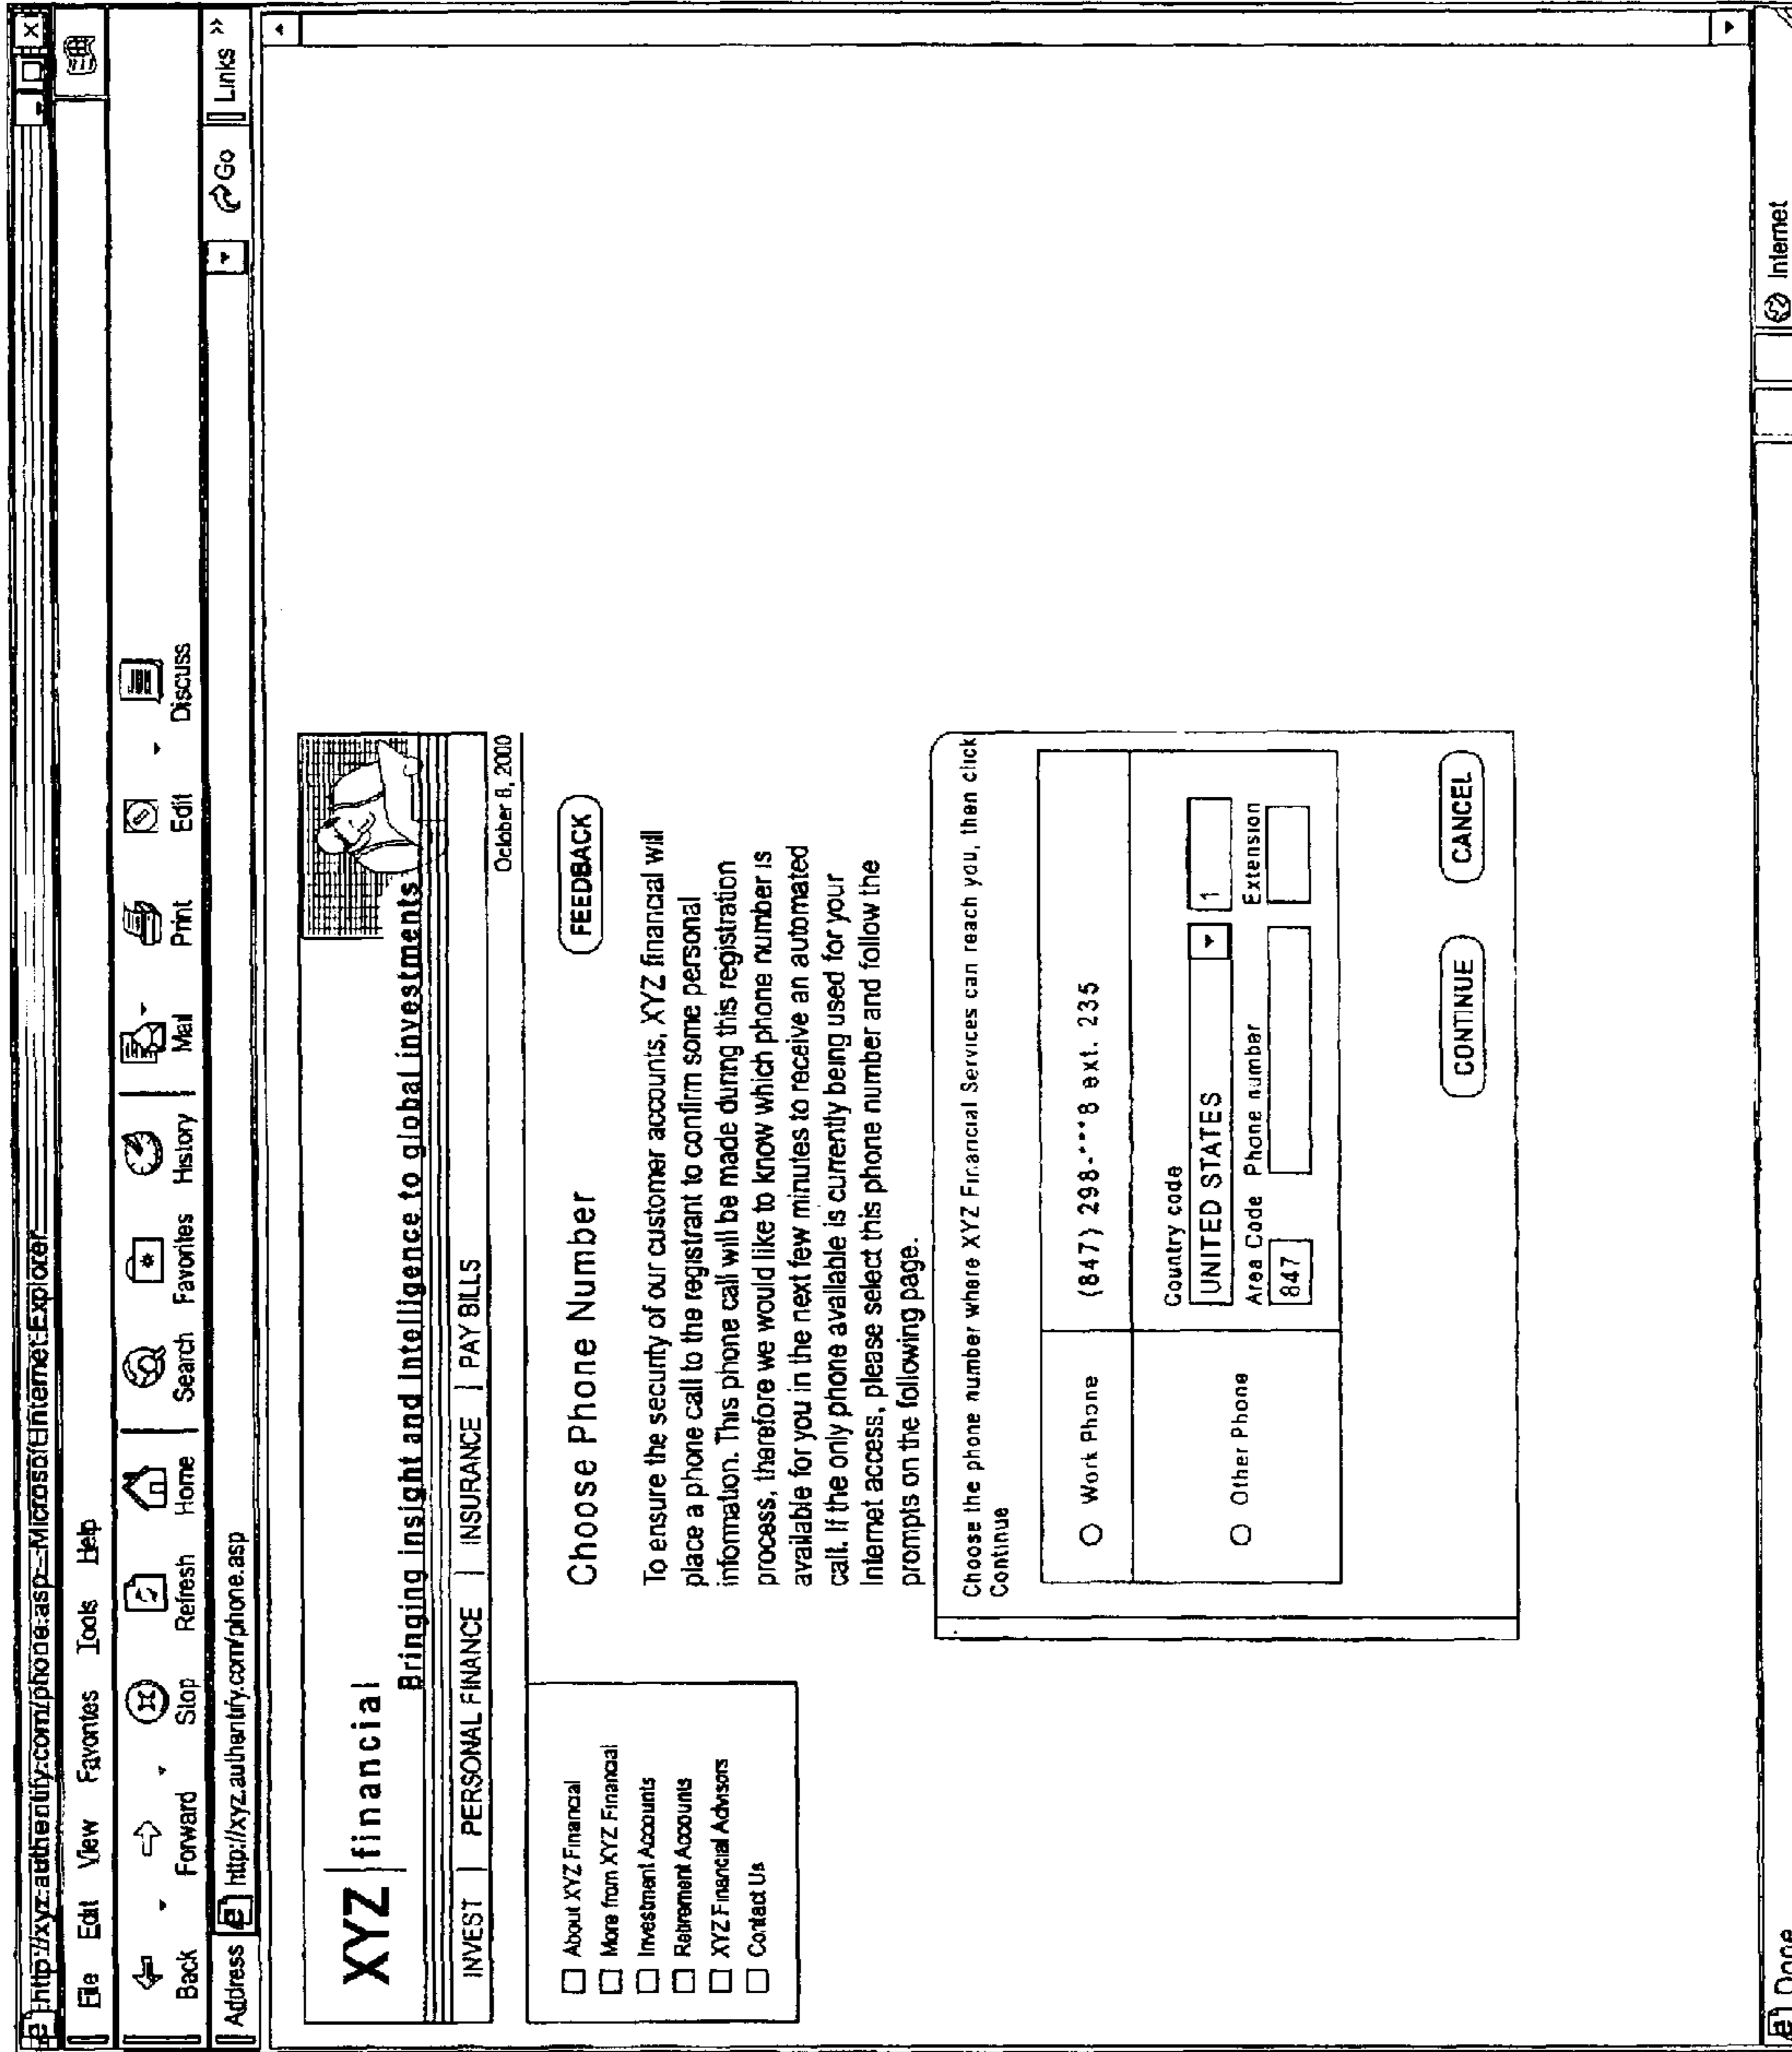 http://xyz.authentify.com/phone.asp--Microsoft Internet Explorer
File Edit View Favorites Tools Help
Back Forward Stop Refresh Home Search Favorites History Mail Print Edit Discuss
Address http://xyz.authentify.com/phone.asp Go Links »
XYZ financial
Bringing insight and intelligence to global investments
INVEST | PERSONAL FINANCE | INSURANCE | PAY BILLS
October 8, 2000
About XYZ Financial
More from XYZ Financial
Investment Accounts
Retirement Accounts
XYZ Financial Advisors
Contact Us
Choose Phone Number
FEEDBACK
To ensure the security of our customer accounts, XYZ financial will
place a phone call to the registrant to confirm some personal
information. This phone call will be made during this registration
process, therefore we would like to know which phone number is
available for you in the next few minutes to receive an automated
call. If the only phone available is currently being used for your
Internet access, please select this phone number and follow the
prompts on the following page.
Choose the phone number where XYZ Financial Services can reach you, then click
Continue
Work Phone (847) 298-***8 ext. 235
Other Phone
Country code
UNITED STATES 1
Area Code Phone number Extension
847
CONTINUE CANCEL
Done Internet